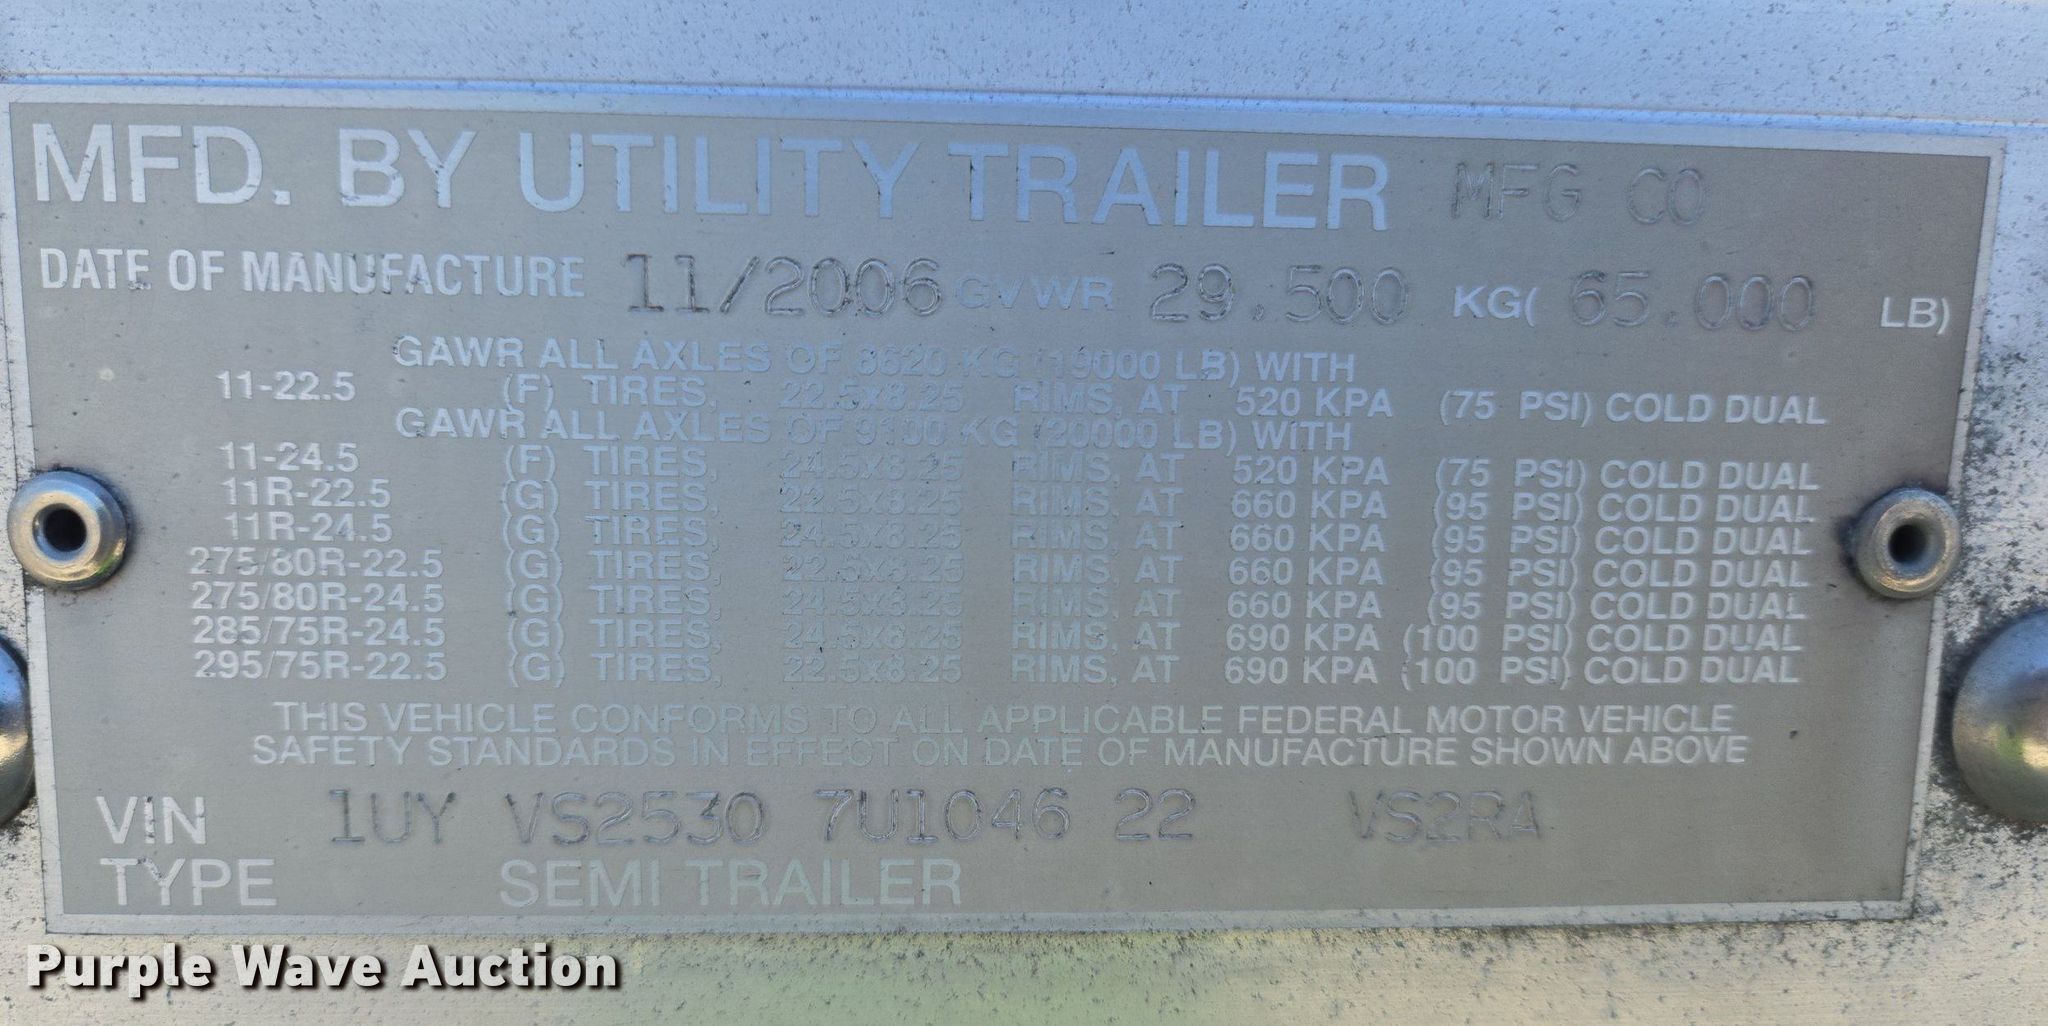 MFD. BY UTILITY TRAILER MFG CO
DATE OF MANUFACTURE 11/2006 GVWR 29.500 KG( 65.000 LB)
GAWR ALL AXLES OF 8620 KG (19000 LB) WITH
11-22.5 (F) TIRES, 22.5x8.25 RIMS, AT 520 KPA (75 PSI) COLD DUAL
GAWR ALL AXLES OF 9100 KG (20000 LB) WITH
11-24.5 (F) TIRES, 24.5x8.25 RIMS, AT 520 KPA (75 PSI) COLD DUAL
11R-22.5 (G) TIRES, 22.5x8.25 RIMS, AT 660 KPA (95 PSI) COLD DUAL
11R-24.5 (G) TIRES, 24.5x8.25 RIMS, AT 660 KPA (95 PSI) COLD DUAL
275/80R-22.5 (G) TIRES, 22.5x8.25 RIMS, AT 660 KPA (95 PSI) COLD DUAL
275/80R-24.5 (G) TIRES, 24.5x8.25 RIMS, AT 660 KPA (95 PSI) COLD DUAL
285/75R-24.5 (G) TIRES, 24.5x8.25 RIMS, AT 690 KPA (100 PSI) COLD DUAL
295/75R-22.5 (G) TIRES, 22.5x8.25 RIMS, AT 690 KPA (100 PSI) COLD DUAL
THIS VEHICLE CONFORMS TO ALL APPLICABLE FEDERAL MOTOR VEHICLE
SAFETY STANDARDS IN EFFECT ON DATE OF MANUFACTURE SHOWN ABOVE
VIN 1UY VS2530 7U1046 22 VS2RA
TYPE SEMI TRAILER
Purple Wave Auction